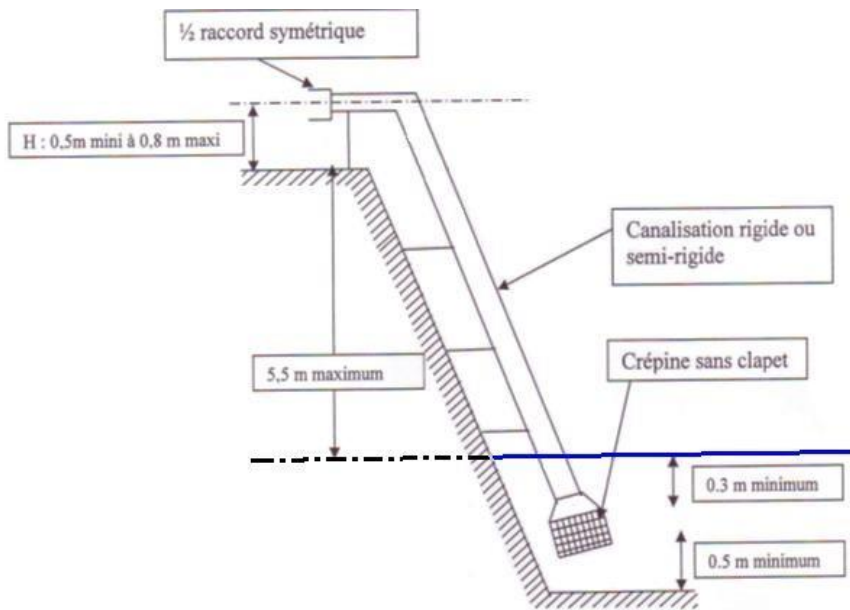 ½ raccord symétrique
H : 0,5m mini à 0,8 m maxi
Canalisation rigide ou
semi-rigide
5,5 m maximum
Crépine sans clapet
0.3 m minimum
0.5 m minimum